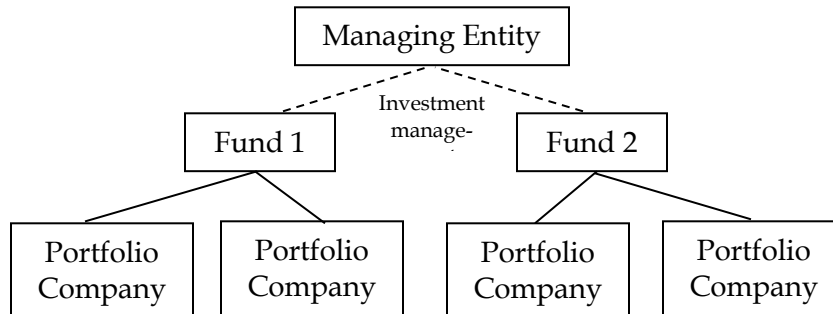 Managing Entity
Investment
manage-
Fund 1
Fund 2
Portfolio
Company
Portfolio
Company
Portfolio
Company
Portfolio
Company